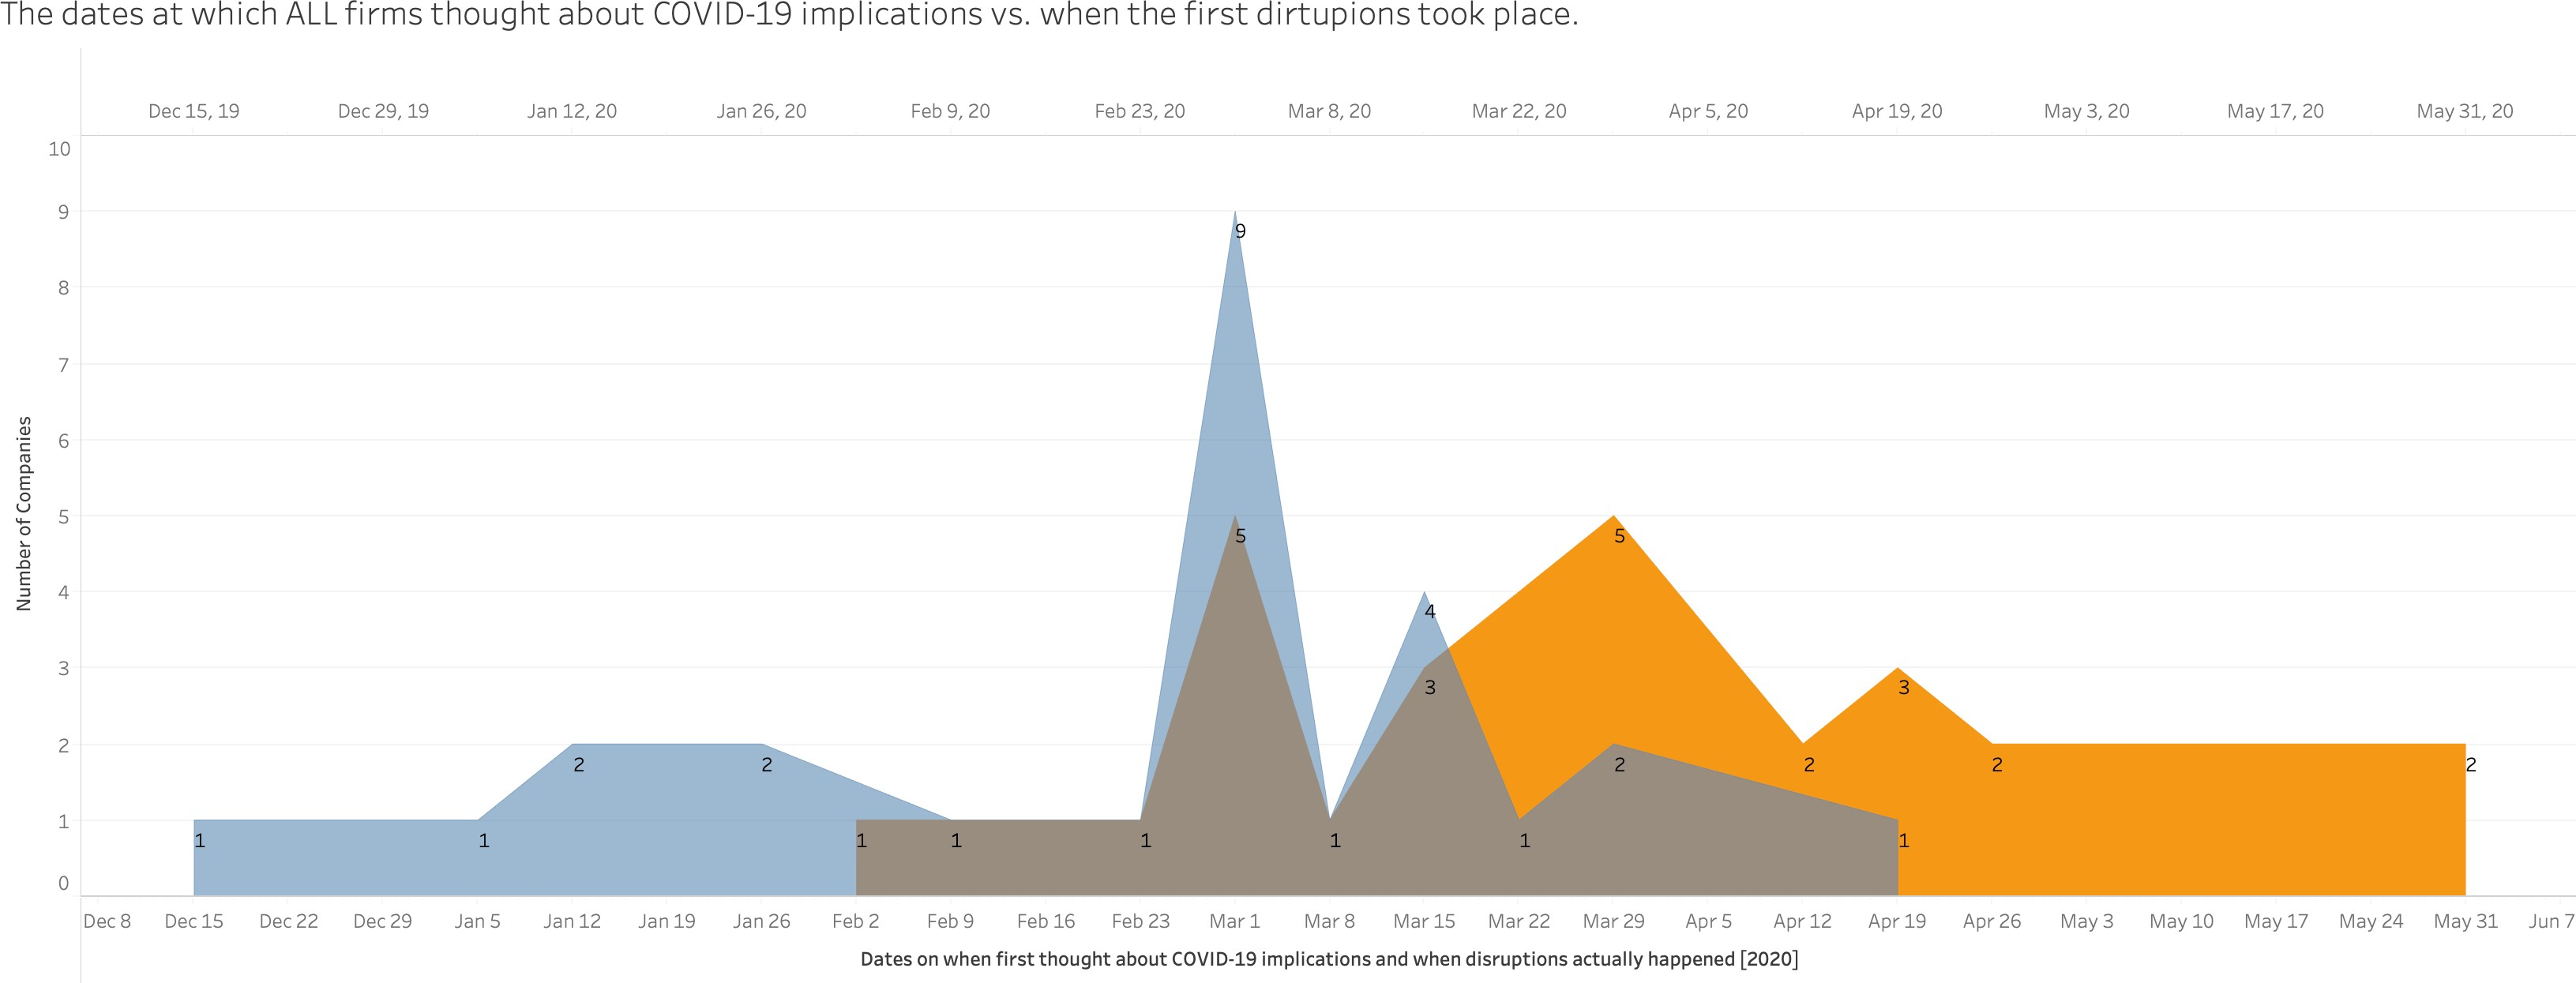 The dates at which ALL firms thought about COVID-19 implications vs. when the first dirtupions took place.
Dec 15, 19 Dec 29, 19 Jan 12, 20 Jan 26, 20 Feb 9, 20 Feb 23, 20 Mar 8, 20 Mar 22, 20 Apr 5, 20 Apr 19, 20 May 3, 20 May 17, 20 May 31, 20
10
9
9
8
7
6
5
5 5
4
4
3
3 3
2
2 2 2 2 2 2
1
1 1 1 1 1 1 1 1
0
Number of Companies
Dec 8 Dec 15 Dec 22 Dec 29 Jan 5 Jan 12 Jan 19 Jan 26 Feb 2 Feb 9 Feb 16 Feb 23 Mar 1 Mar 8 Mar 15 Mar 22 Mar 29 Apr 5 Apr 12 Apr 19 Apr 26 May 3 May 10 May 17 May 24 May 31 Jun 7
Dates on when first thought about COVID-19 implications and when disruptions actually happened [2020]